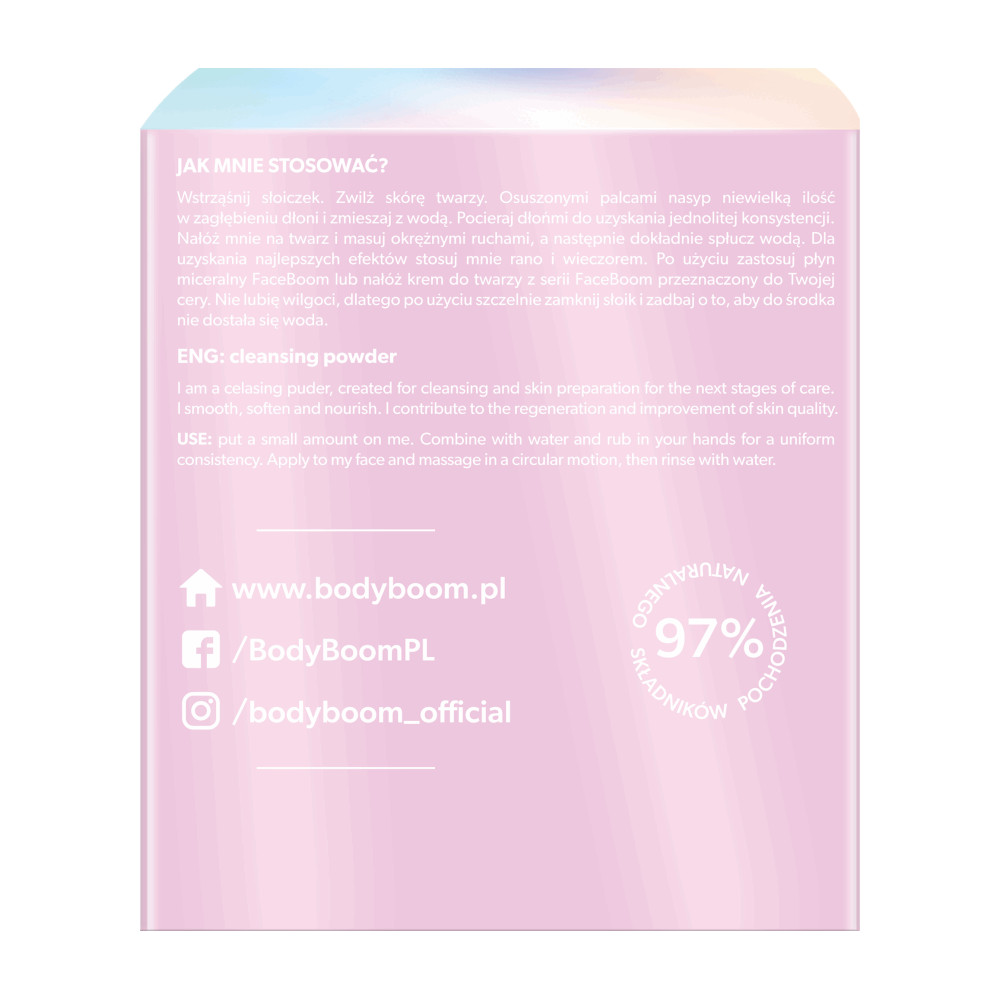 JAK MNIE STOSOWAĆ?
Wstrząśnij słoiczek. Zwilż skórę twarzy. Osuszonymi palcami nasyp niewielką ilość
w zagłębieniu dłoni i zmieszaj z wodą. Pocieraj dłońmi do uzyskania jednolitej konsystencji.
Nałóż mnie na twarz i masuj okrężnymi ruchami, a następnie dokładnie spłucz wodą. Dla
uzyskania najlepszych efektów stosuj mnie rano i wieczorem. Po użyciu zastosuj płyn
miceralny FaceBoom lub nałóż krem do twarzy z serii FaceBoom przeznaczony do Twojej
cery. Nie lubię wilgoci, dlatego po użyciu szczelnie zamknij słoik i zadbaj o to, aby do środka
nie dostała się woda.
ENG: cleansing powder
I am a celasing puder, created for cleansing and skin preparation for the next stages of care.
I smooth, soften and nourish. I contribute to the regeneration and improvement of skin quality.
USE: put a small amount on me. Combine with water and rub in your hands for a uniform
consistency. Apply to my face and massage in a circular motion, then rinse with water.
www.bodyboom.pl
/BodyBoomPL
/bodyboom_official
97%
SKŁADNIKÓW POCHODZENIA NATURALNEGO